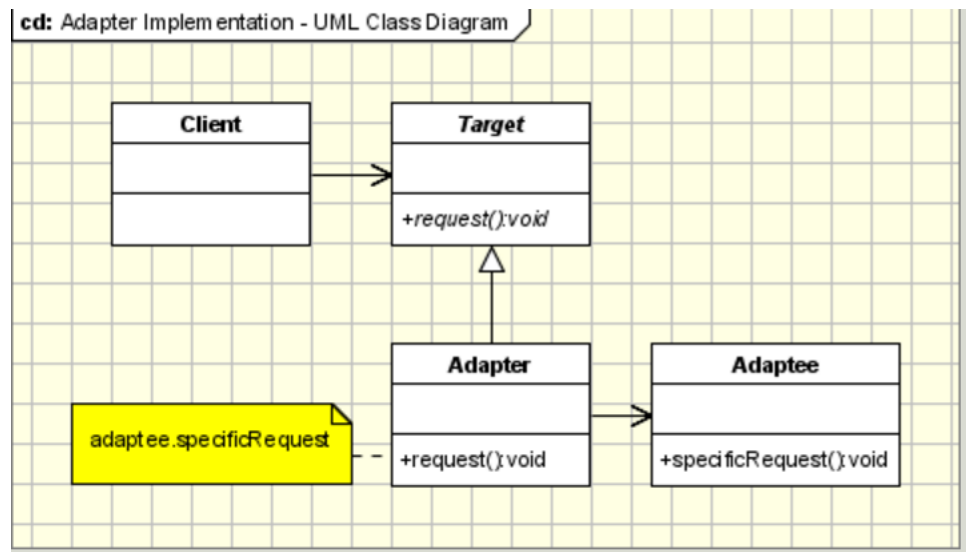 cd: Adapter Implementation - UML Class Diagram
Client
Target
+request():void
Adapter
Adaptee
adaptee.specificRequest
+request():void
+specificRequest():void